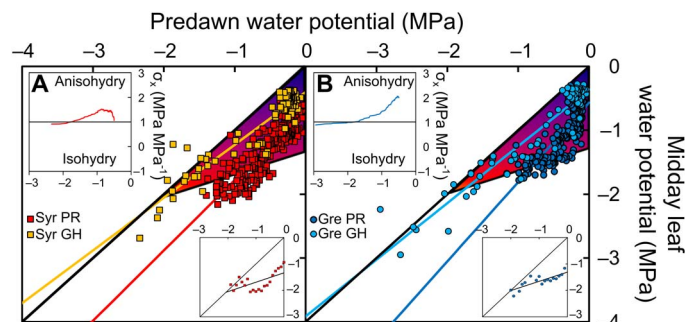 Predawn water potential (MPa)
−4 −3 −2 −1 0 −3 −2 −1 0
A
Anisohydry
Isohydry
3
2
1
0
−1
−3 −2 −1 0
σx (MPa MPa⁻¹)
B
Anisohydry
Isohydry
3
2
1
0
−1
−3 −2 −1 0
σx (MPa MPa⁻¹)
0
−1
−2
−3
−4
Midday leaf
water potential (MPa)
Syr PR
Syr GH
Gre PR
Gre GH
−3 −2 −1 0
0
−1
−2
−3
−3 −2 −1 0
0
−1
−2
−3